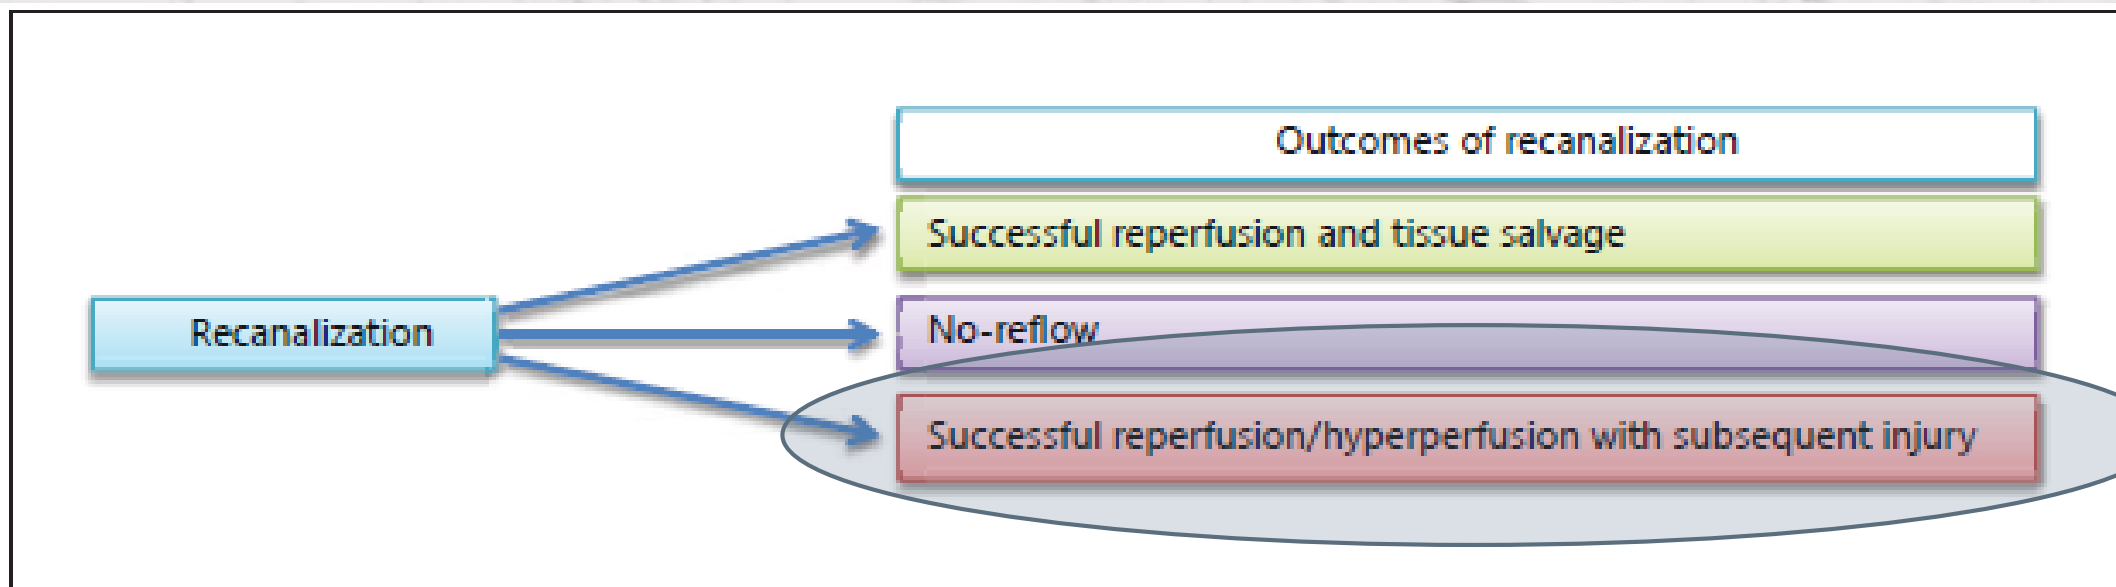 Outcomes of recanalization
Successful reperfusion and tissue salvage
Recanalization
No-reflow
Successful reperfusion/hyperperfusion with subsequent injury